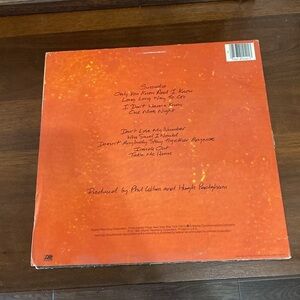 Sussudio
Only You Know And I Know
Long Long Way To Go
I Don't Wanna Know
One More Night
Don't Lose My Number
Who Said I Would
Doesn't Anybody Stay Together Anymore
Inside Out
Take Me Home
Produced by Phil Collins and Hugh Padgham